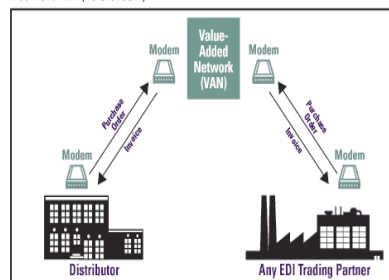 Value-
Added
Network
(VAN)
Modem
Modem
Purchase
Order
Invoice
Purchase
Order
Invoice
Modem
Modem
Distributor
Any EDI Trading Partner